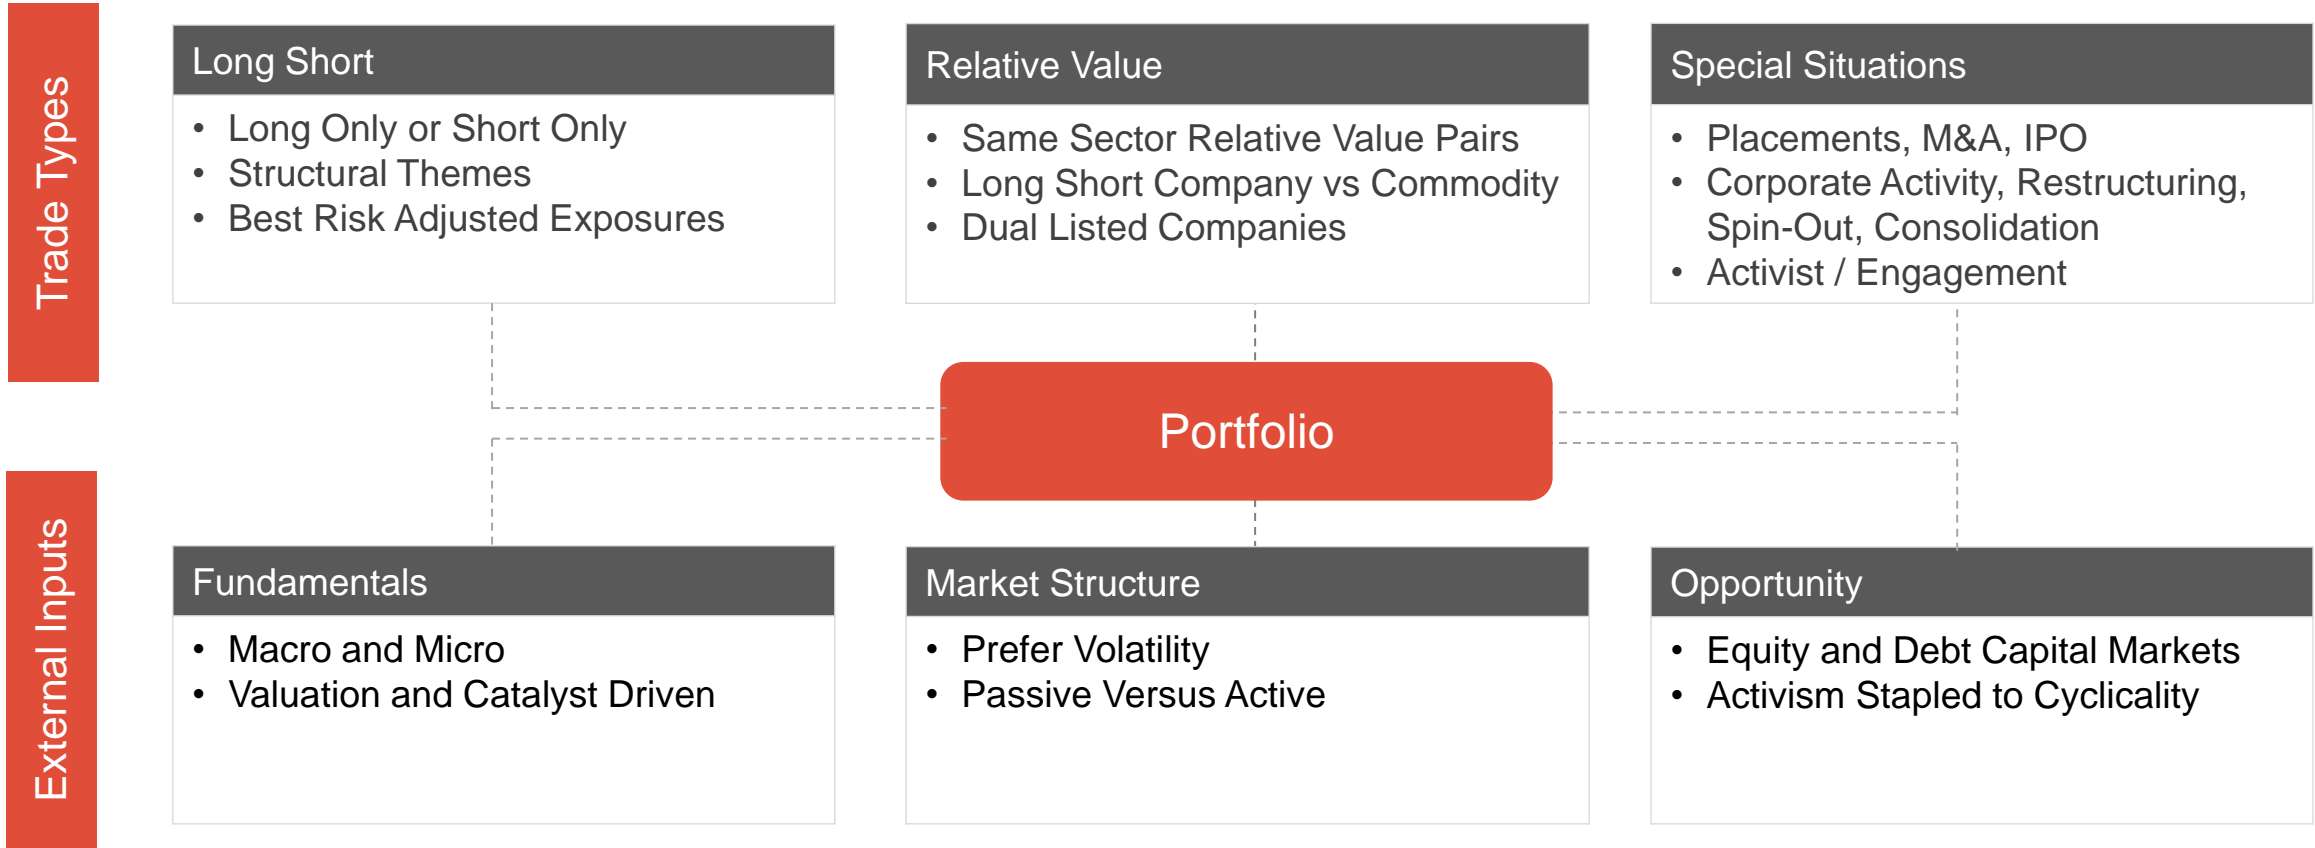 Trade Types
Long Short
• Long Only or Short Only
• Structural Themes
• Best Risk Adjusted Exposures
Relative Value
• Same Sector Relative Value Pairs
• Long Short Company vs Commodity
• Dual Listed Companies
Special Situations
• Placements, M&A, IPO
• Corporate Activity, Restructuring,
Spin-Out, Consolidation
• Activist / Engagement
Portfolio
External Inputs
Fundamentals
• Macro and Micro
• Valuation and Catalyst Driven
Market Structure
• Prefer Volatility
• Passive Versus Active
Opportunity
• Equity and Debt Capital Markets
• Activism Stapled to Cyclicality